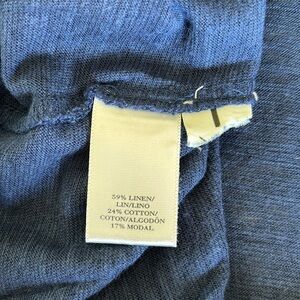 59% LINEN/
LIN/LINO
24% COTTON/
COTON/ALGODÓN
17% MODAL